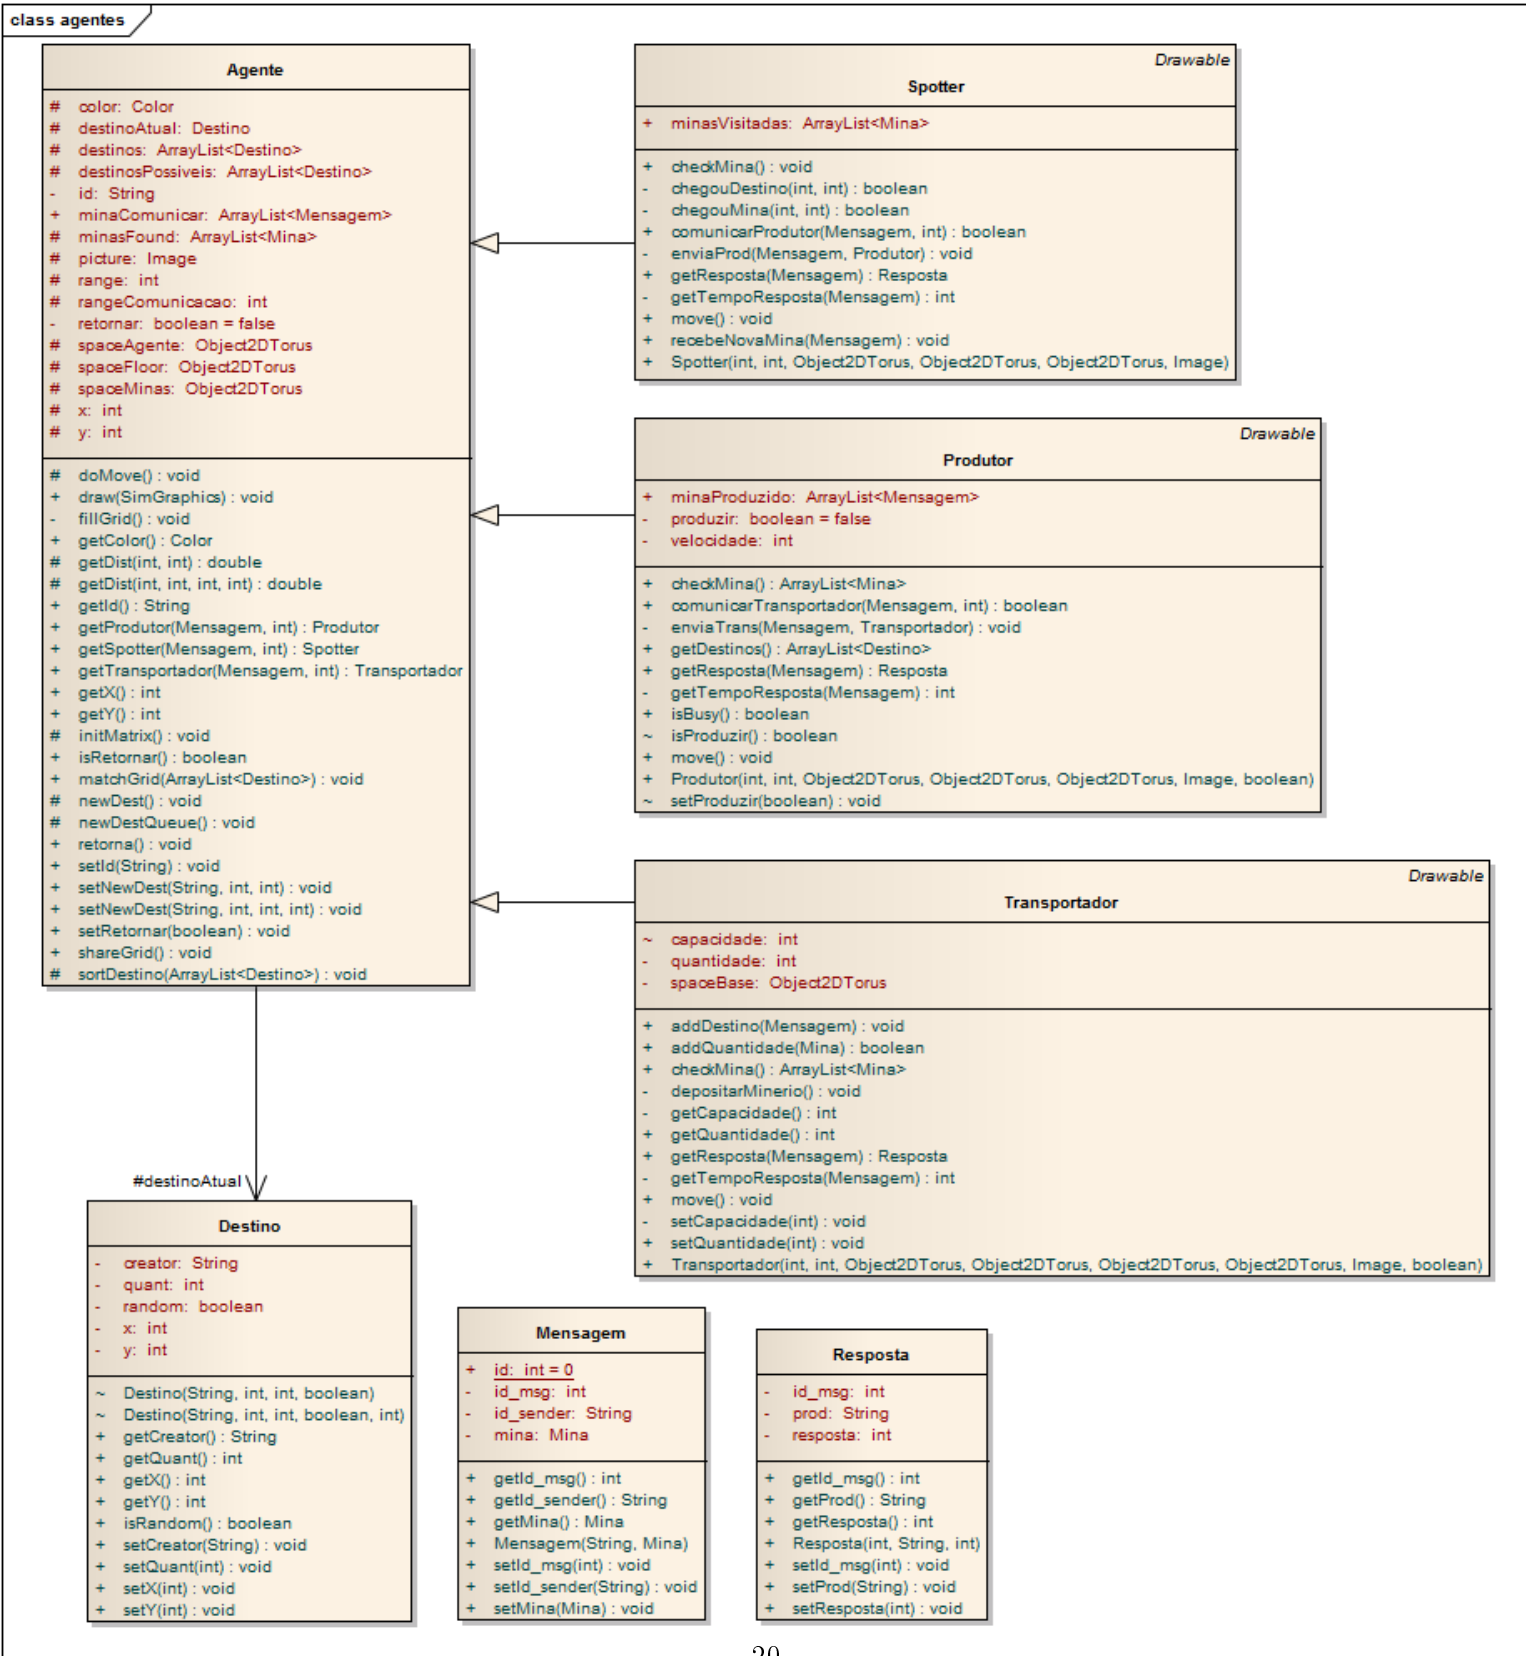 class agentes
Agente
# color: Color
# destinoAtual: Destino
# destinos: ArrayList<Destino>
# destinosPossiveis: ArrayList<Destino>
- id: String
+ minaComunicar: ArrayList<Mensagem>
# minasFound: ArrayList<Mina>
# picture: Image
# range: int
# rangeComunicacao: int
- retornar: boolean = false
# spaceAgente: Object2DTorus
# spaceFloor: Object2DTorus
# spaceMinas: Object2DTorus
# x: int
# y: int
# doMove() : void
+ draw(SimGraphics) : void
- fillGrid() : void
+ getColor() : Color
# getDist(int, int) : double
# getDist(int, int, int, int) : double
+ getId() : String
+ getProdutor(Mensagem, int) : Produtor
+ getSpotter(Mensagem, int) : Spotter
+ getTransportador(Mensagem, int) : Transportador
+ getX() : int
+ getY() : int
# initMatrix() : void
+ isRetornar() : boolean
+ matchGrid(ArrayList<Destino>) : void
# newDest() : void
# newDestQueue() : void
+ retorna() : void
+ setId(String) : void
+ setNewDest(String, int, int) : void
+ setNewDest(String, int, int, int) : void
+ setRetornar(boolean) : void
+ shareGrid() : void
# sortDestino(ArrayList<Destino>) : void
Drawable
Spotter
+ minasVisitadas: ArrayList<Mina>
+ checkMina() : void
- chegouDestino(int, int) : boolean
- chegouMina(int, int) : boolean
+ comunicarProdutor(Mensagem, int) : boolean
- enviaProd(Mensagem, Produtor) : void
+ getResposta(Mensagem) : Resposta
- getTempoResposta(Mensagem) : int
+ move() : void
+ recebeNovaMina(Mensagem) : void
+ Spotter(int, int, Object2DTorus, Object2DTorus, Object2DTorus, Image)
Drawable
Produtor
+ minaProduzido: ArrayList<Mensagem>
- produzir: boolean = false
- velocidade: int
+ checkMina() : ArrayList<Mina>
+ comunicarTransportador(Mensagem, int) : boolean
- enviaTrans(Mensagem, Transportador) : void
+ getDestinos() : ArrayList<Destino>
+ getResposta(Mensagem) : Resposta
- getTempoResposta(Mensagem) : int
+ isBusy() : boolean
~ isProduzir() : boolean
+ move() : void
+ Produtor(int, int, Object2DTorus, Object2DTorus, Object2DTorus, Image, boolean)
~ setProduzir(boolean) : void
Drawable
Transportador
~ capacidade: int
- quantidade: int
- spaceBase: Object2DTorus
+ addDestino(Mensagem) : void
+ addQuantidade(Mina) : boolean
+ checkMina() : ArrayList<Mina>
- depositarMinerio() : void
- getCapacidade() : int
+ getQuantidade() : int
+ getResposta(Mensagem) : Resposta
- getTempoResposta(Mensagem) : int
+ move() : void
- setCapacidade(int) : void
+ setQuantidade(int) : void
+ Transportador(int, int, Object2DTorus, Object2DTorus, Object2DTorus, Object2DTorus, Image, boolean)
#destinoAtual
Destino
- creator: String
- quant: int
- random: boolean
- x: int
- y: int
~ Destino(String, int, int, boolean)
~ Destino(String, int, int, boolean, int)
+ getCreator() : String
+ getQuant() : int
+ getX() : int
+ getY() : int
+ isRandom() : boolean
+ setCreator(String) : void
+ setQuant(int) : void
+ setX(int) : void
+ setY(int) : void
Mensagem
+ id: int = 0
- id_msg: int
- id_sender: String
- mina: Mina
+ getId_msg() : int
+ getId_sender() : String
+ getMina() : Mina
+ Mensagem(String, Mina)
+ setId_msg(int) : void
+ setId_sender(String) : void
+ setMina(Mina) : void
Resposta
- id_msg: int
- prod: String
- resposta: int
+ getId_msg() : int
+ getProd() : String
+ getResposta() : int
+ Resposta(int, String, int)
+ setId_msg(int) : void
+ setProd(String) : void
+ setResposta(int) : void
20